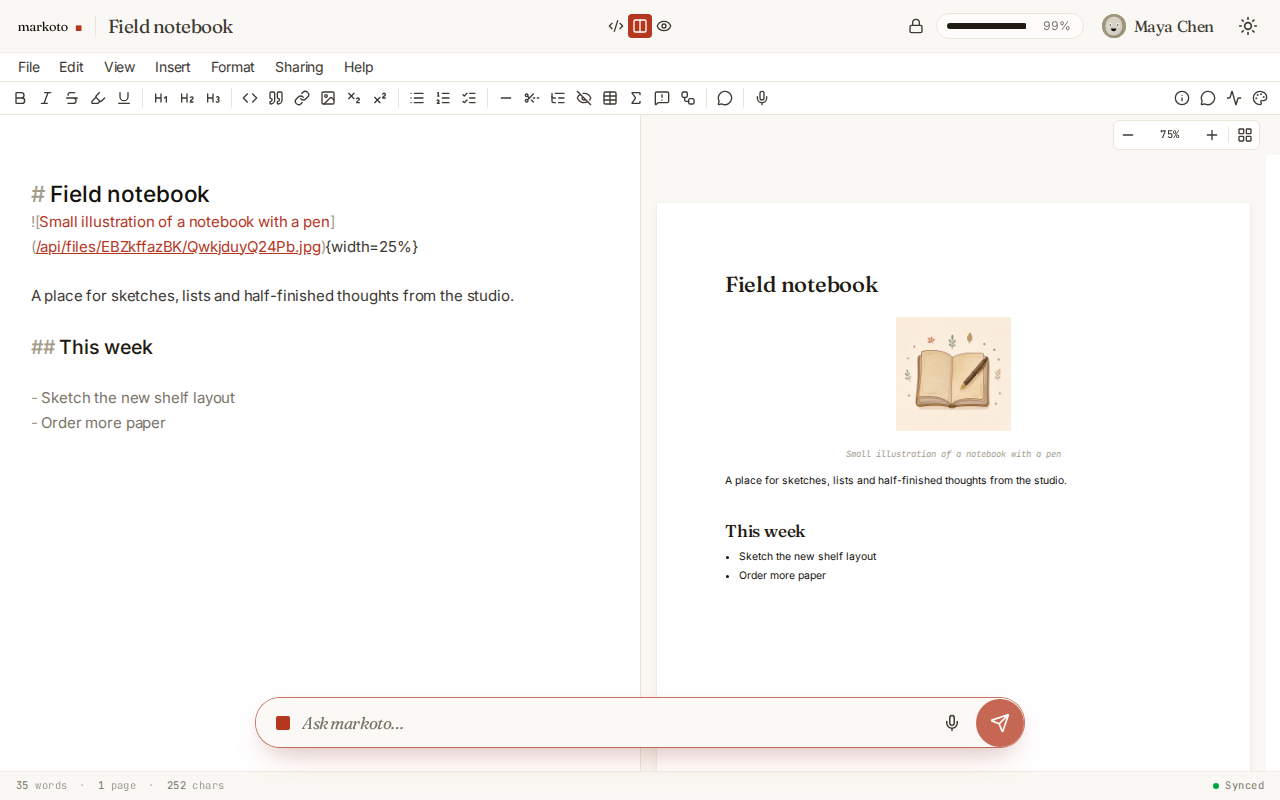 markoto
Field notebook
99%
Maya Chen
File Edit View Insert Format Sharing Help
B I S U H1 H2 H3 x2 x2
75%
# Field notebook
![Small illustration of a notebook with a pen]
(/api/files/EBZkffazBK/QwkjduyQ24Pb.jpg){width=25%}
A place for sketches, lists and half-finished thoughts from the studio.
## This week
- Sketch the new shelf layout
- Order more paper
Field notebook
Small illustration of a notebook with a pen
A place for sketches, lists and half-finished thoughts from the studio.
This week
• Sketch the new shelf layout
• Order more paper
Ask markoto...
35 words · 1 page · 252 chars
Synced